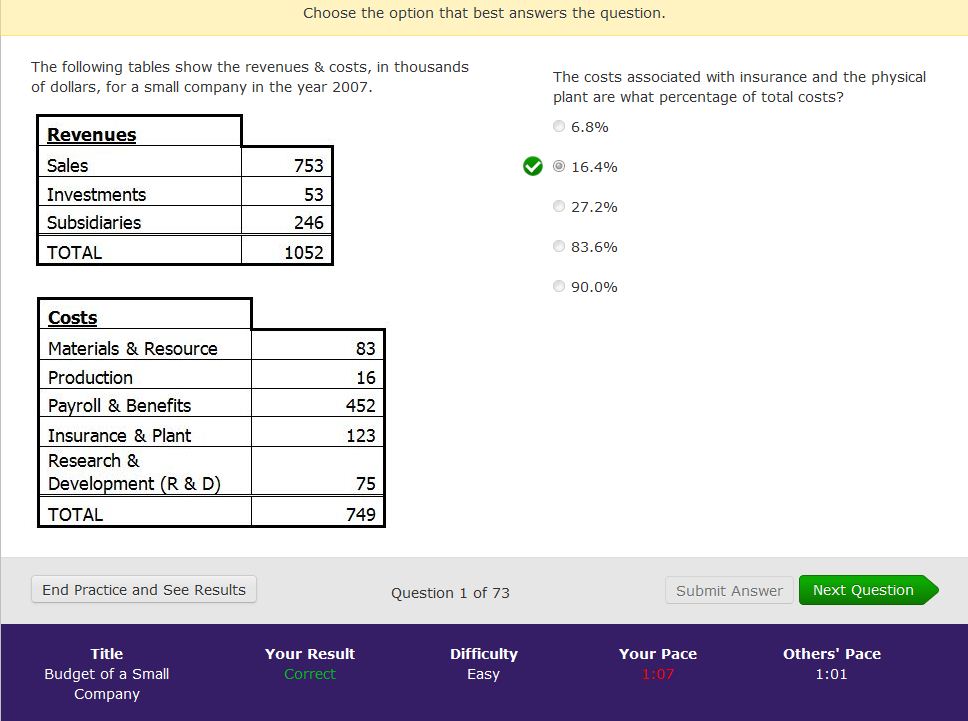 Choose the option that best answers the question.
The following tables show the revenues & costs, in thousands
of dollars, for a small company in the year 2007.
Revenues
Sales 753
Investments 53
Subsidiaries 246
TOTAL 1052
Costs
Materials & Resource 83
Production 16
Payroll & Benefits 452
Insurance & Plant 123
Research &
Development (R & D) 75
TOTAL 749
The costs associated with insurance and the physical
plant are what percentage of total costs?
6.8%
16.4%
27.2%
83.6%
90.0%
End Practice and See Results
Question 1 of 73
Submit Answer
Next Question
Title
Budget of a Small
Company
Your Result
Correct
Difficulty
Easy
Your Pace
1:07
Others' Pace
1:01